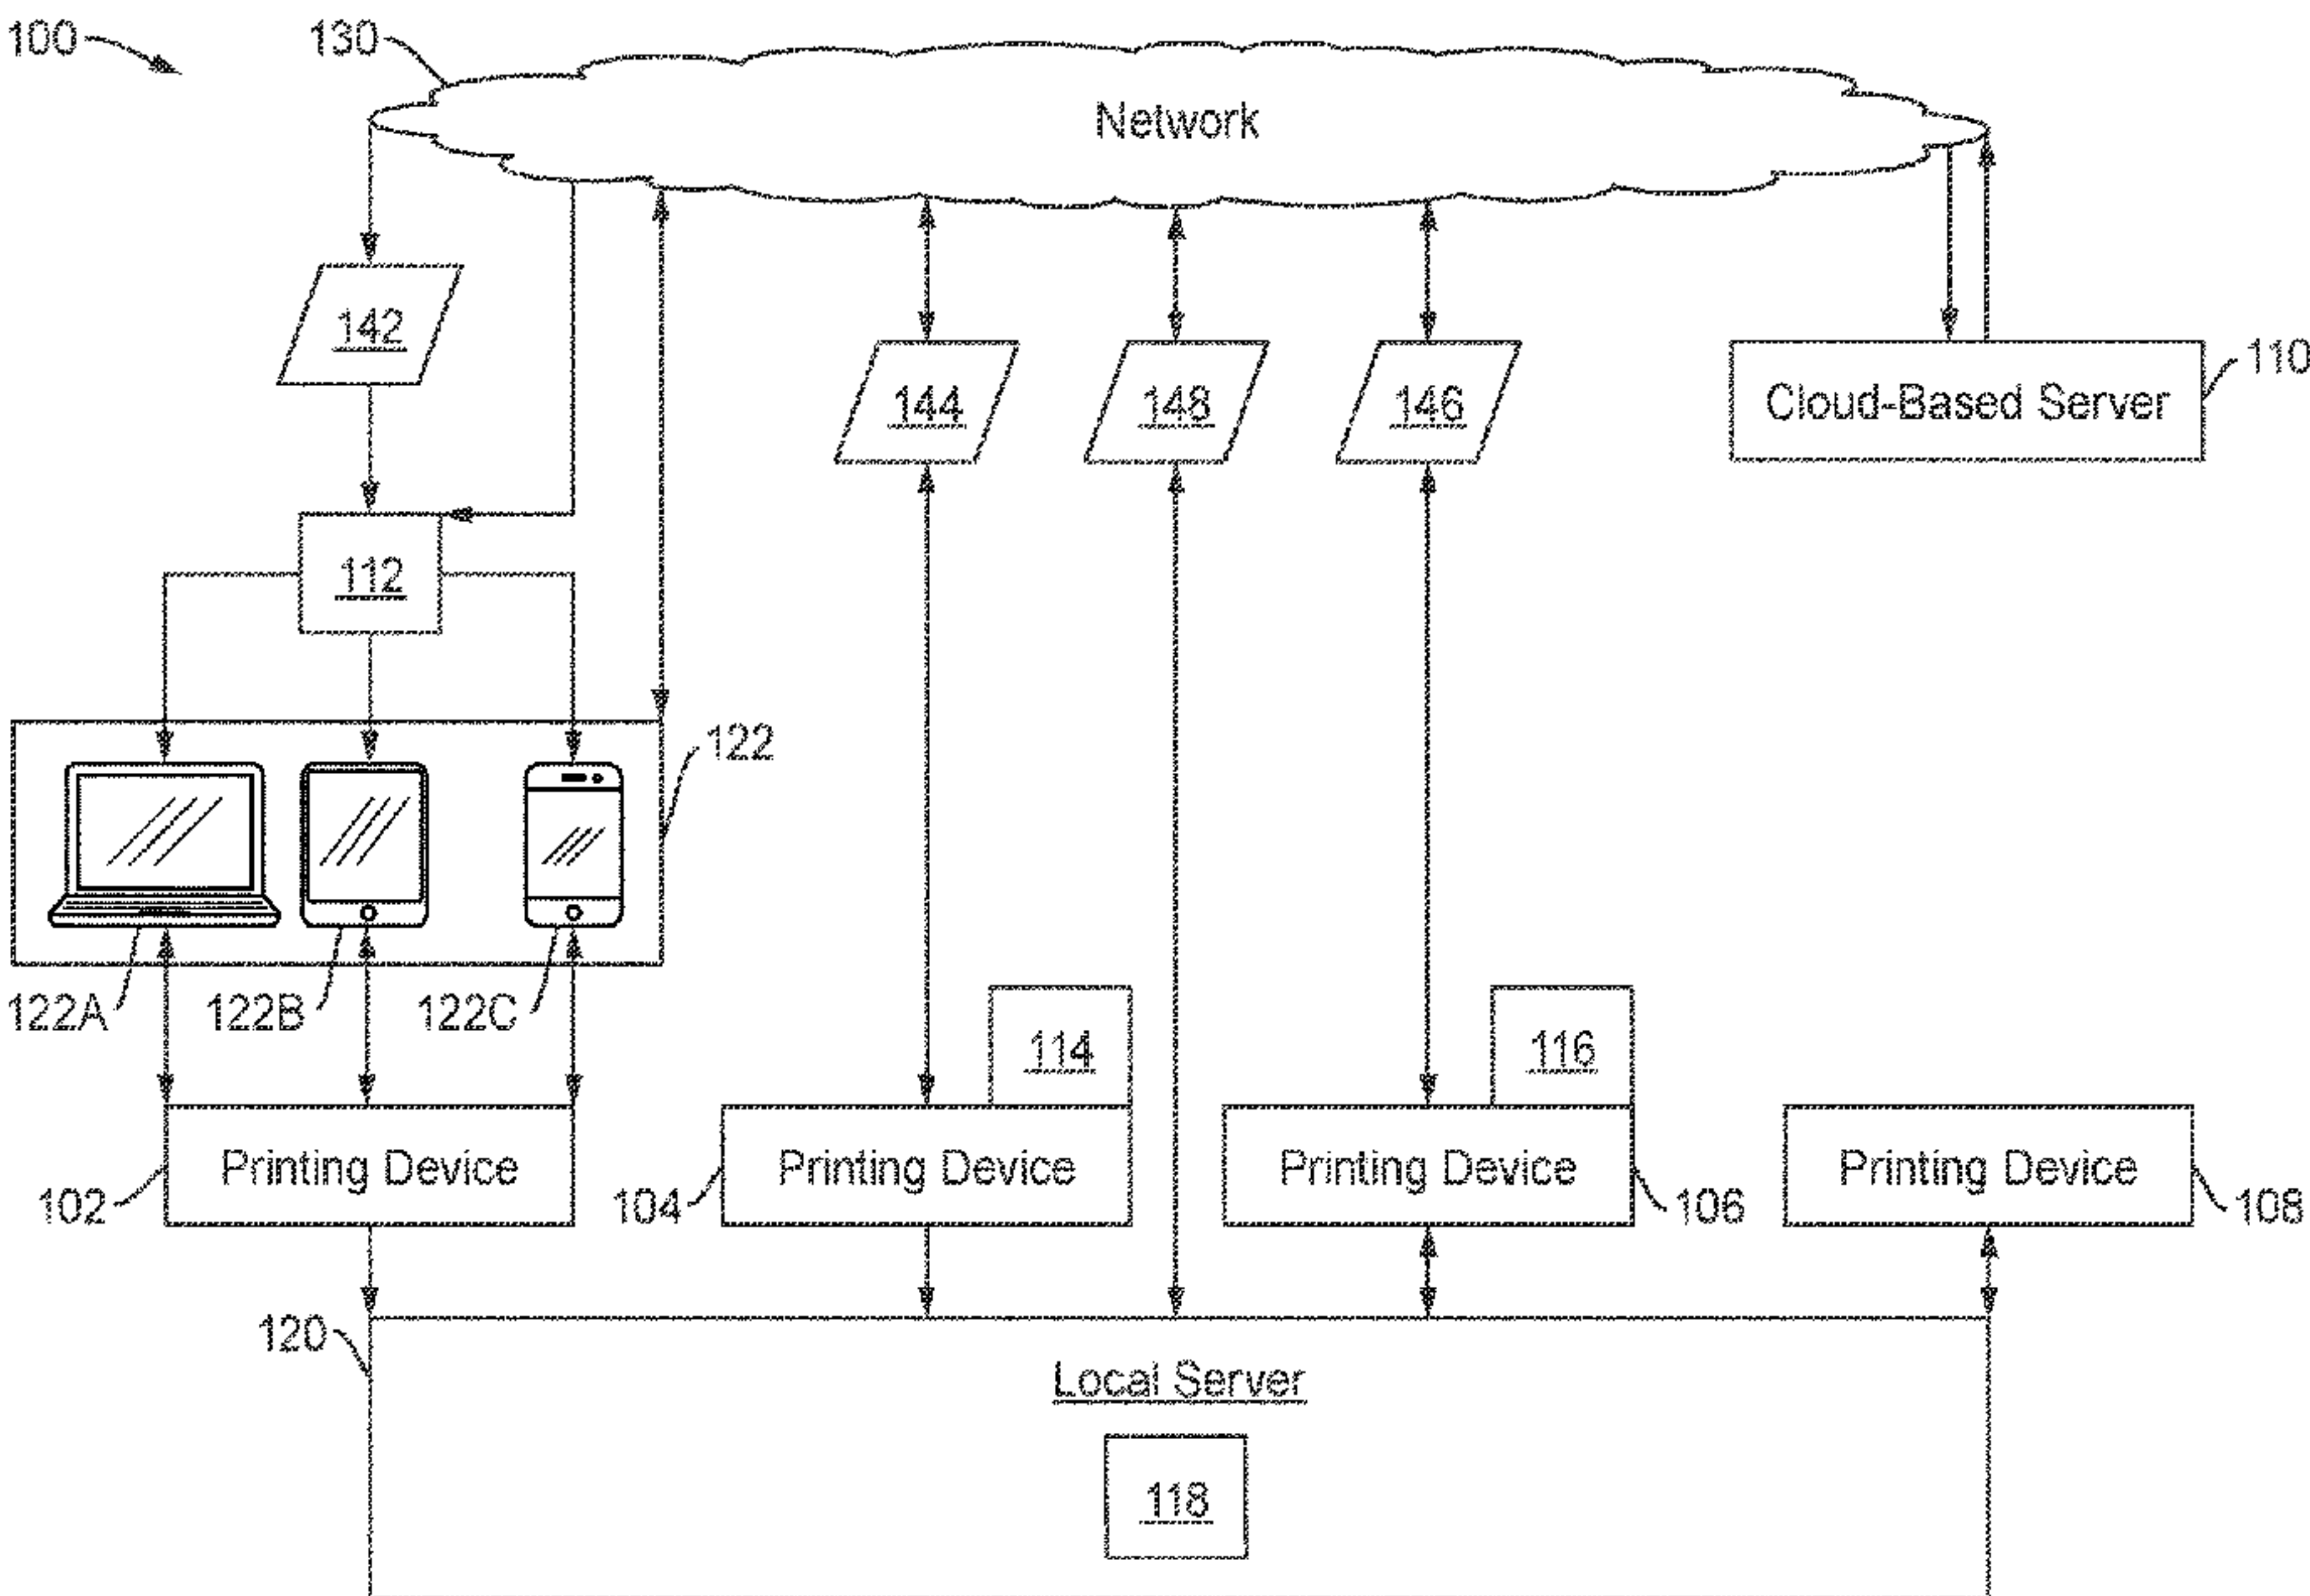 100
130
Network
142
144
148
146
Cloud-Based Server
110
112
122
122A
122B
122C
114
116
Printing Device
Printing Device
Printing Device
Printing Device
102
104
106
108
120
Local Server
118